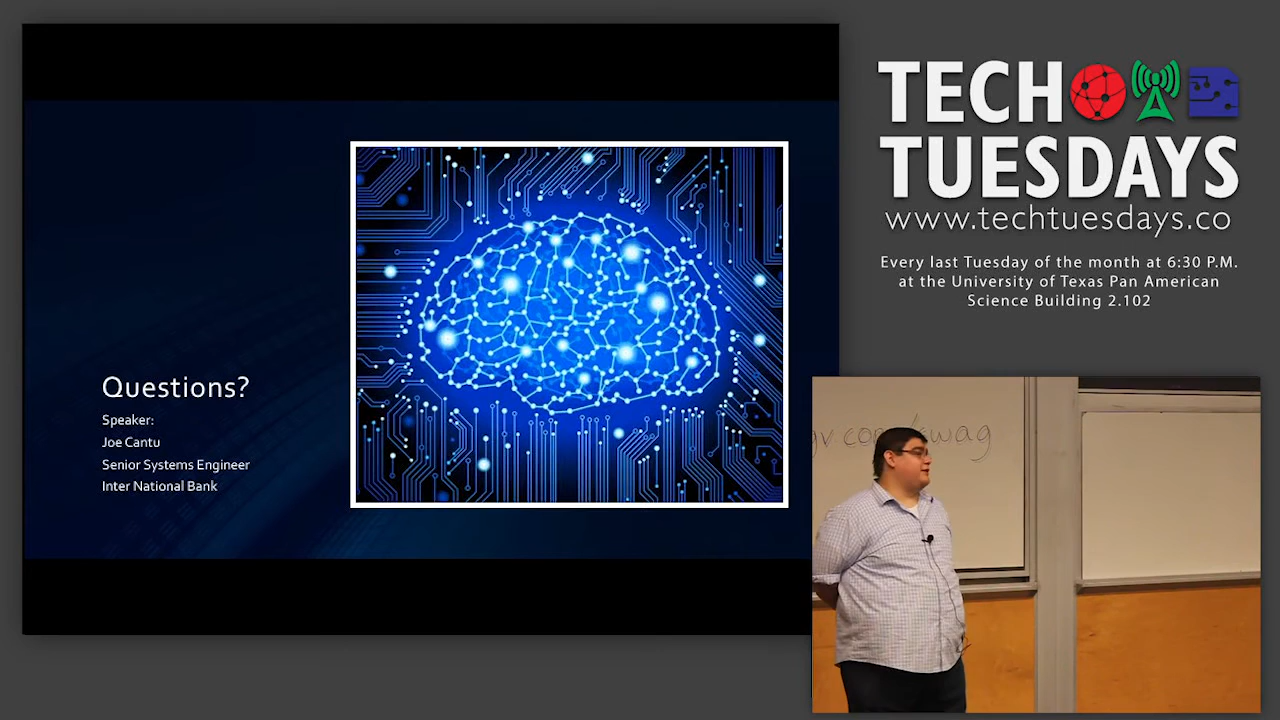 Questions?
Speaker:
Joe Cantu
Senior Systems Engineer
Inter National Bank
TECH
TUESDAYS
www.techtuesdays.co
Every last Tuesday of the month at 6:30 P.M.
at the University of Texas Pan American
Science Building 2.102